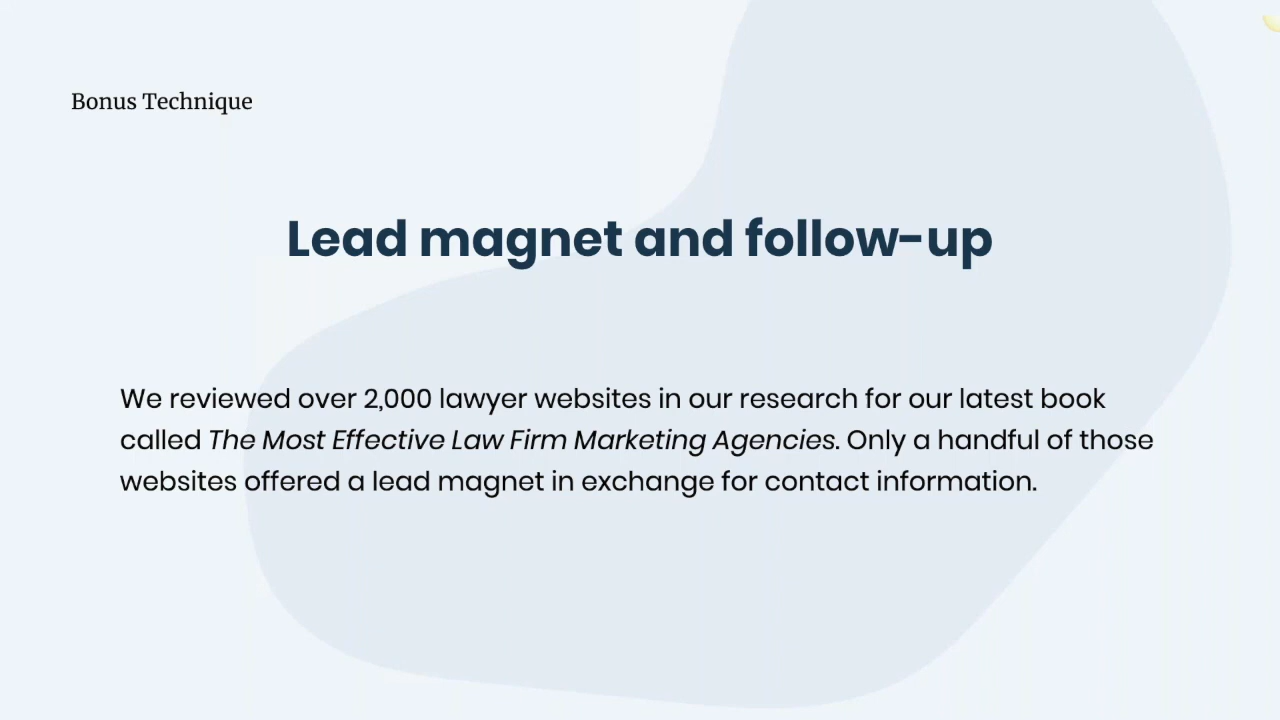 Bonus Technique
Lead magnet and follow-up
We reviewed over 2,000 lawyer websites in our research for our latest book
called The Most Effective Law Firm Marketing Agencies. Only a handful of those
websites offered a lead magnet in exchange for contact information.